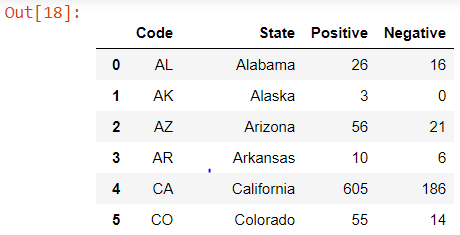 Out[18]:
Code State Positive Negative
0 AL Alabama 26 16
1 AK Alaska 3 0
2 AZ Arizona 56 21
3 AR Arkansas 10 6
4 CA California 605 186
5 CO Colorado 55 14